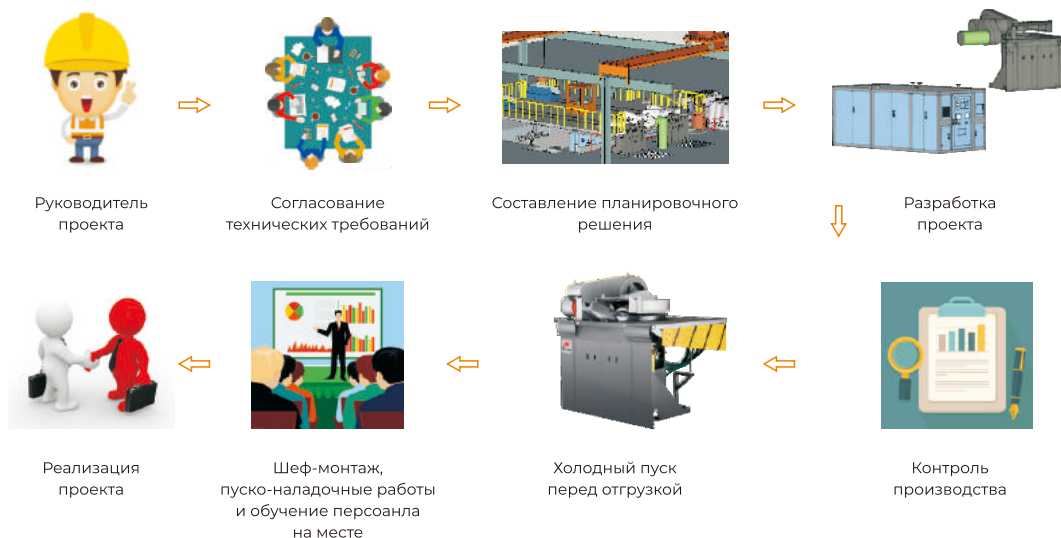 Руководитель
проекта
Согласование
технических требований
Составление планировочного
решения
Разработка
проекта
Реализация
проекта
Шеф-монтаж,
пуско-наладочные работы
и обучение персоанла
на месте
Холодный пуск
перед отгрузкой
Контроль
производства